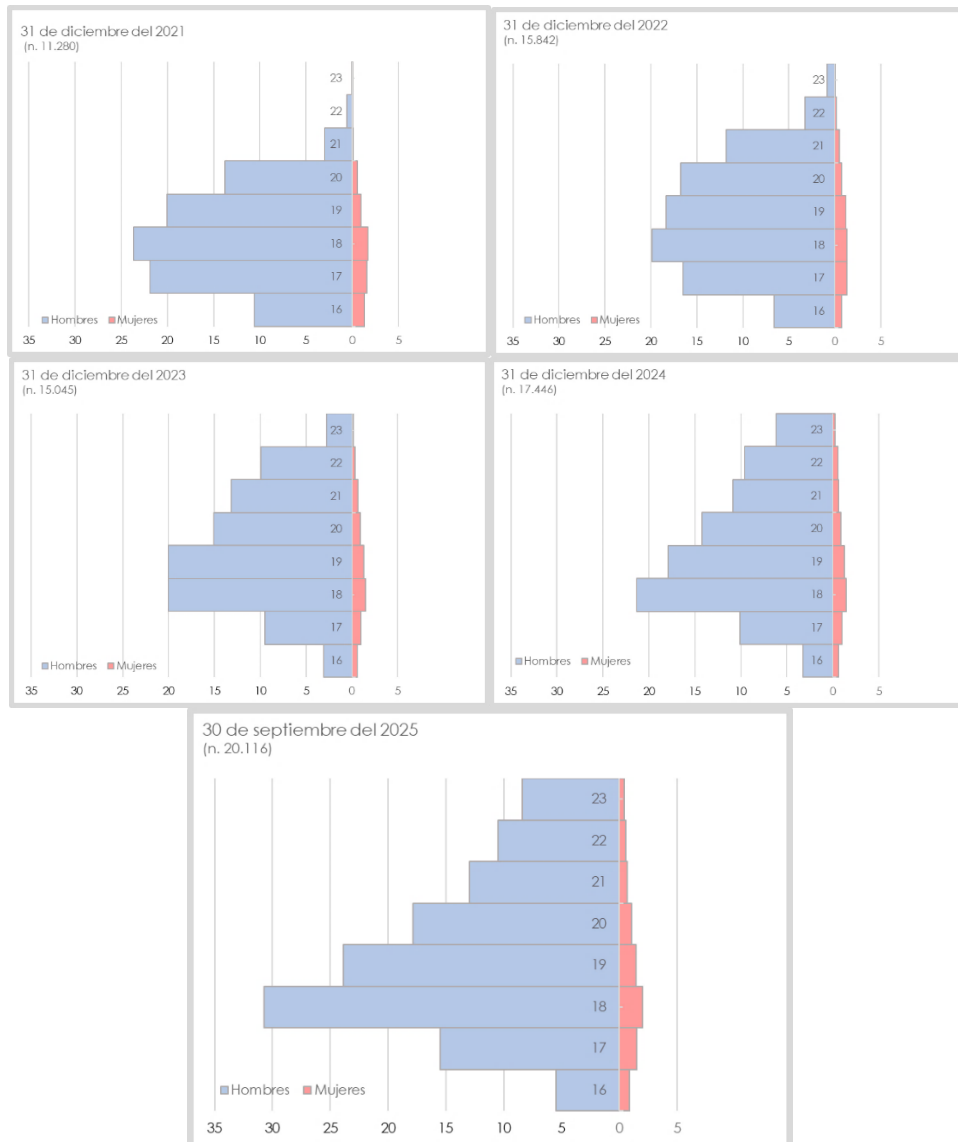 31 de diciembre del 2021
(n. 11.280)
23
22
21
20
19
18
17
16
Hombres Mujeres
35 30 25 20 15 10 5 0 5
31 de diciembre del 2022
(n. 15.842)
23
22
21
20
19
18
17
16
Hombres Mujeres
35 30 25 20 15 10 5 0 5
31 de diciembre del 2023
(n. 15.045)
23
22
21
20
19
18
17
16
Hombres Mujeres
35 30 25 20 15 10 5 0 5
31 de diciembre del 2024
(n. 17.446)
23
22
21
20
19
18
17
16
Hombres Mujeres
35 30 25 20 15 10 5 0 5
30 de septiembre del 2025
(n. 20.116)
23
22
21
20
19
18
17
16
Hombres Mujeres
35 30 25 20 15 10 5 0 5